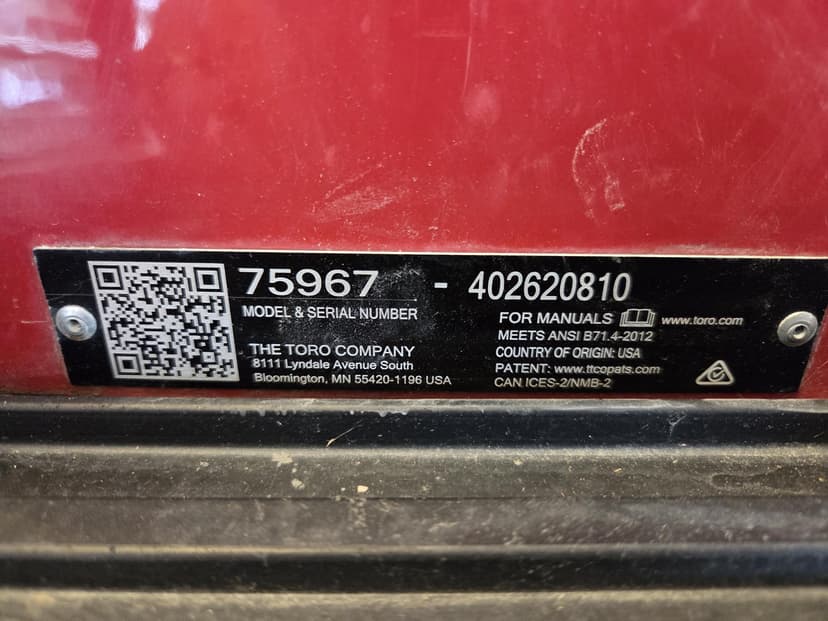 75967 - 402620810
MODEL & SERIAL NUMBER
THE TORO COMPANY
8111 Lyndale Avenue South
Bloomington, MN 55420-1196 USA
FOR MANUALS www.toro.com
MEETS ANSI B71.4-2012
COUNTRY OF ORIGIN: USA
PATENT: www.ttcopats.com
CAN ICES-2/NMB-2